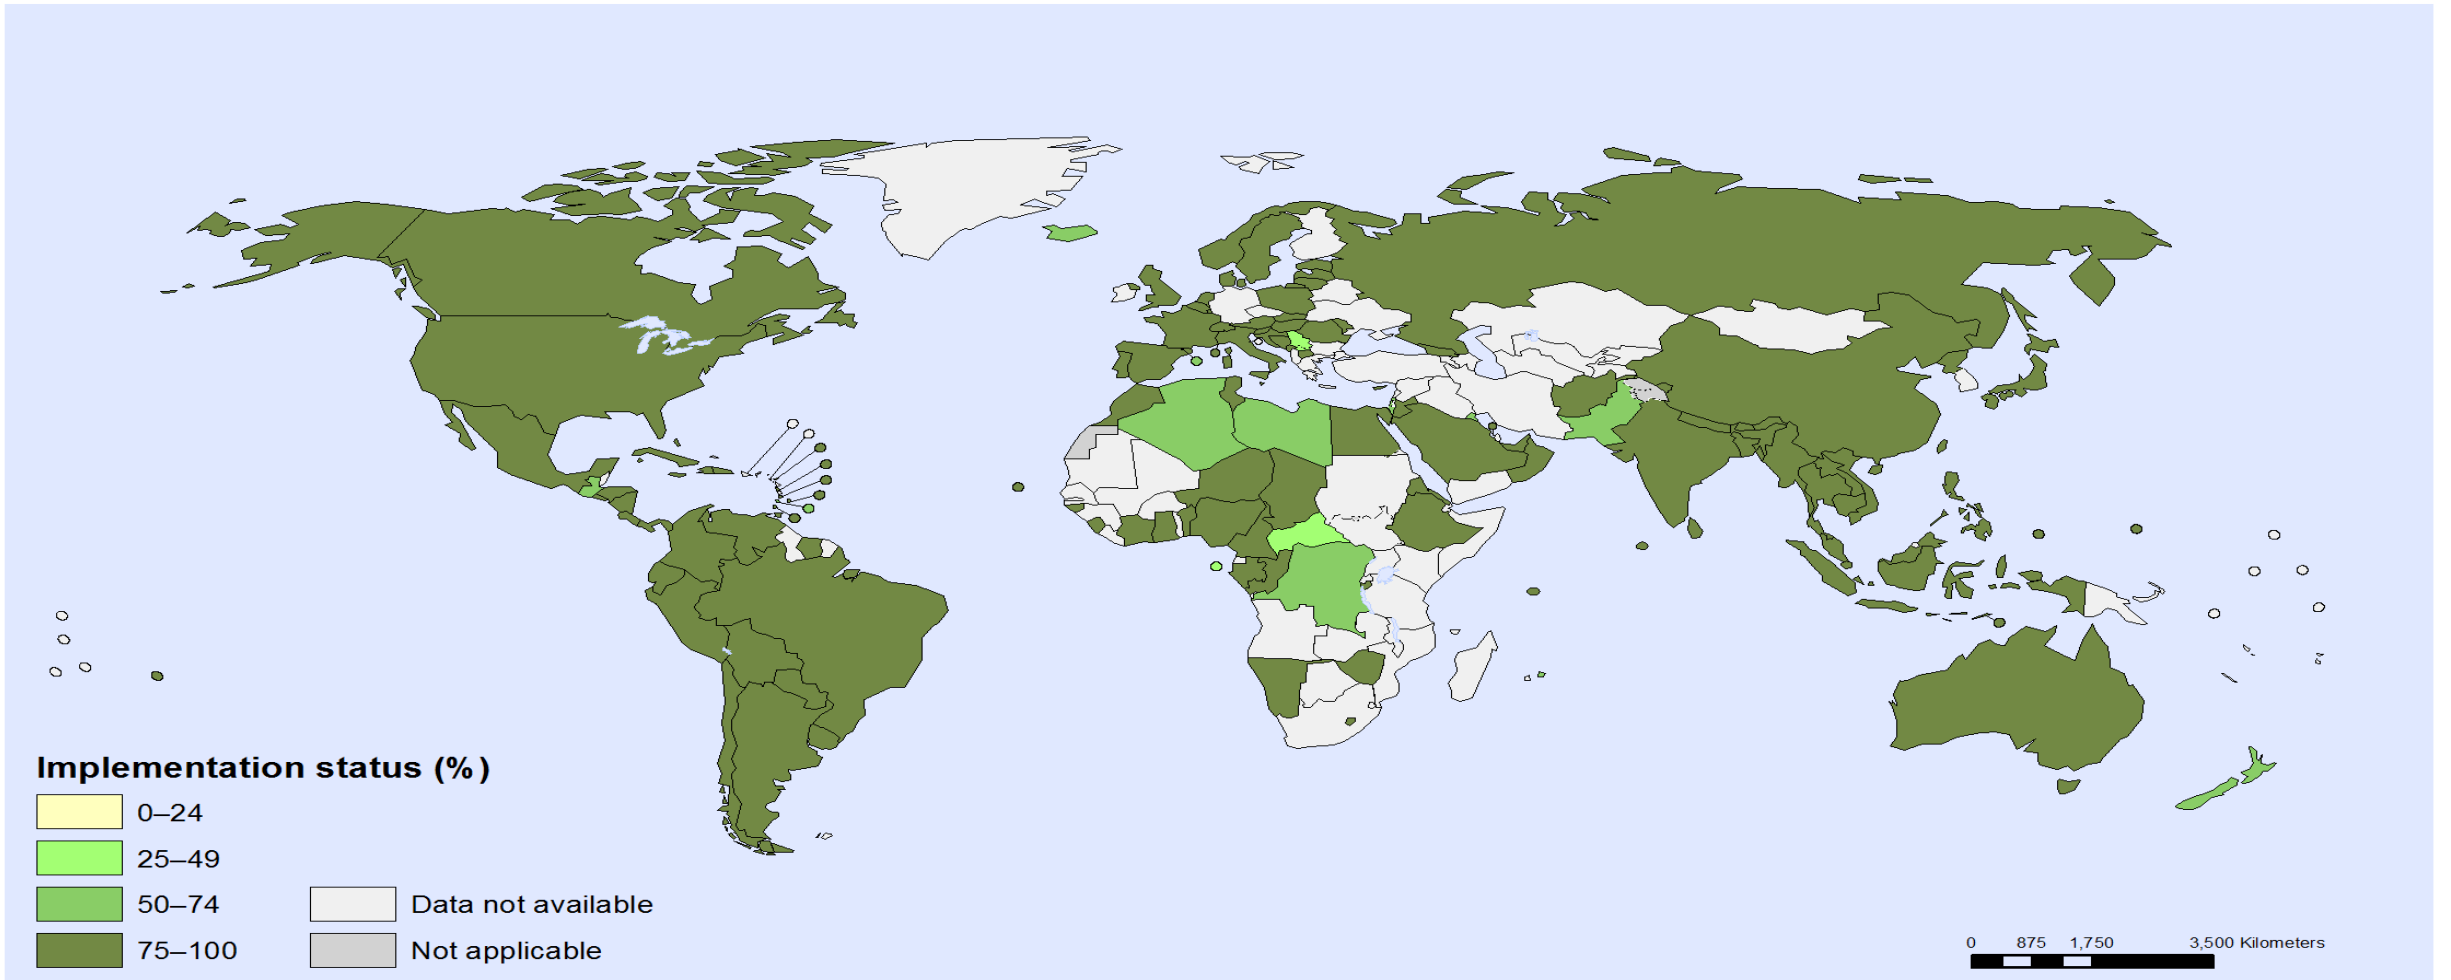 Implementation status (%)
0–24
25–49
50–74
75–100
Data not available
Not applicable
0 875 1,750 3,500 Kilometers